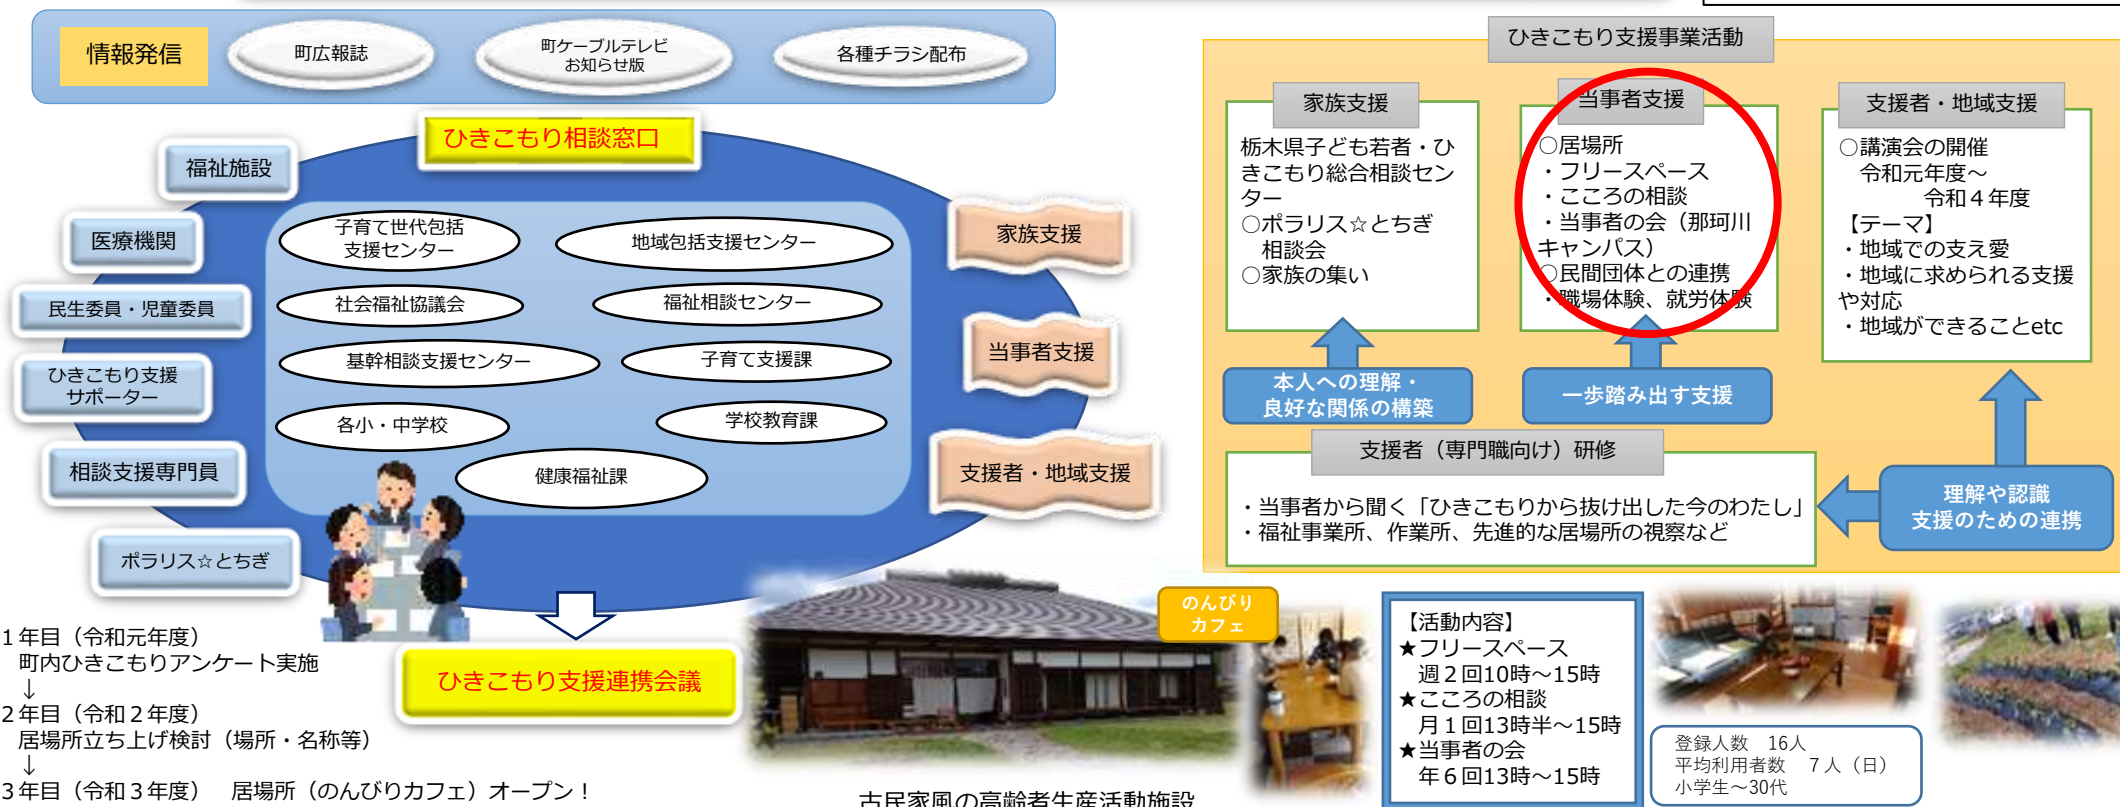 情報発信
町広報誌
町ケーブルテレビ
お知らせ版
各種チラシ配布
ひきこもり相談窓口
福祉施設
医療機関
民生委員・児童委員
ひきこもり支援
サポーター
相談支援専門員
ポラリス☆とちぎ
子育て世代包括
支援センター
地域包括支援センター
社会福祉協議会
福祉相談センター
基幹相談支援センター
子育て支援課
各小・中学校
学校教育課
健康福祉課
家族支援
当事者支援
支援者・地域支援
ひきこもり支援連携会議
1年目（令和元年度）
町内ひきこもりアンケート実施
↓
2年目（令和２年度）
居場所立ち上げ検討（場所・名称等）
↓
3年目（令和３年度）　居場所（のんびりカフェ）オープン！
ひきこもり支援事業活動
家族支援
栃木県子ども若者・ひ
きこもり総合相談セン
ター
○ポラリス☆とちぎ
相談会
○家族の集い
当事者支援
○居場所
・フリースペース
・こころの相談
・当事者の会（那珂川
キャンパス）
○民間団体との連携
・職場体験、就労体験
支援者・地域支援
○講演会の開催
令和元年度～
令和４年度
【テーマ】
・地域での支え愛
・地域に求められる支援
や対応
・地域ができることetc
本人への理解・
良好な関係の構築
一歩踏み出す支援
支援者（専門職向け）研修
・当事者から聞く「ひきこもりから抜け出した今のわたし」
・福祉事業所、作業所、先進的な居場所の視察など
理解や認識
支援のための連携
のんびり
カフェ
古民家風の高齢者生産活動施設
【活動内容】
★フリースペース
週２回10時～15時
★こころの相談
月１回13時半～15時
★当事者の会
年６回13時～15時
登録人数　16人
平均利用者数　７人（日）
小学生～30代